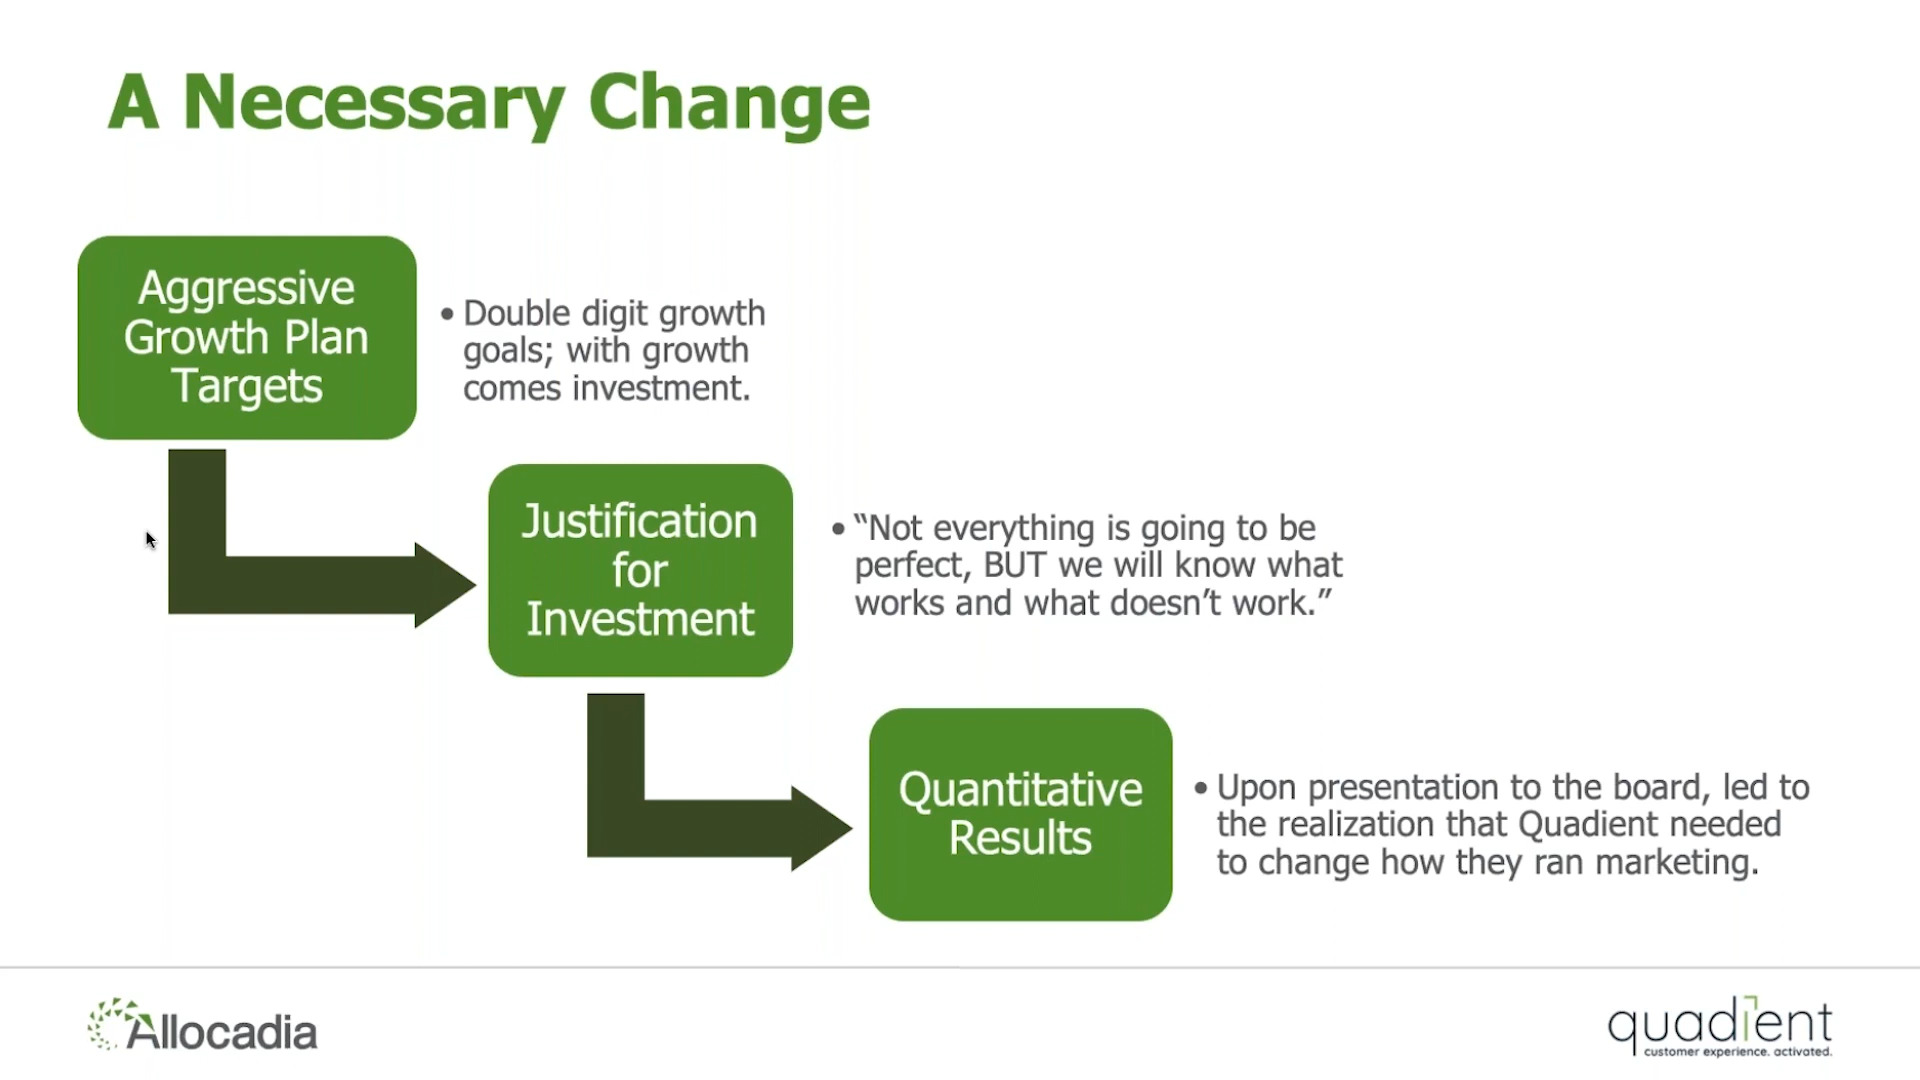 A Necessary Change
Aggressive
Growth Plan
Targets
• Double digit growth
goals; with growth
comes investment.
Justification
for
Investment
• “Not everything is going to be
perfect, BUT we will know what
works and what doesn’t work.”
Quantitative
Results
• Upon presentation to the board, led to
the realization that Quadient needed
to change how they ran marketing.
Allocadia
quadient
customer experience. activated.